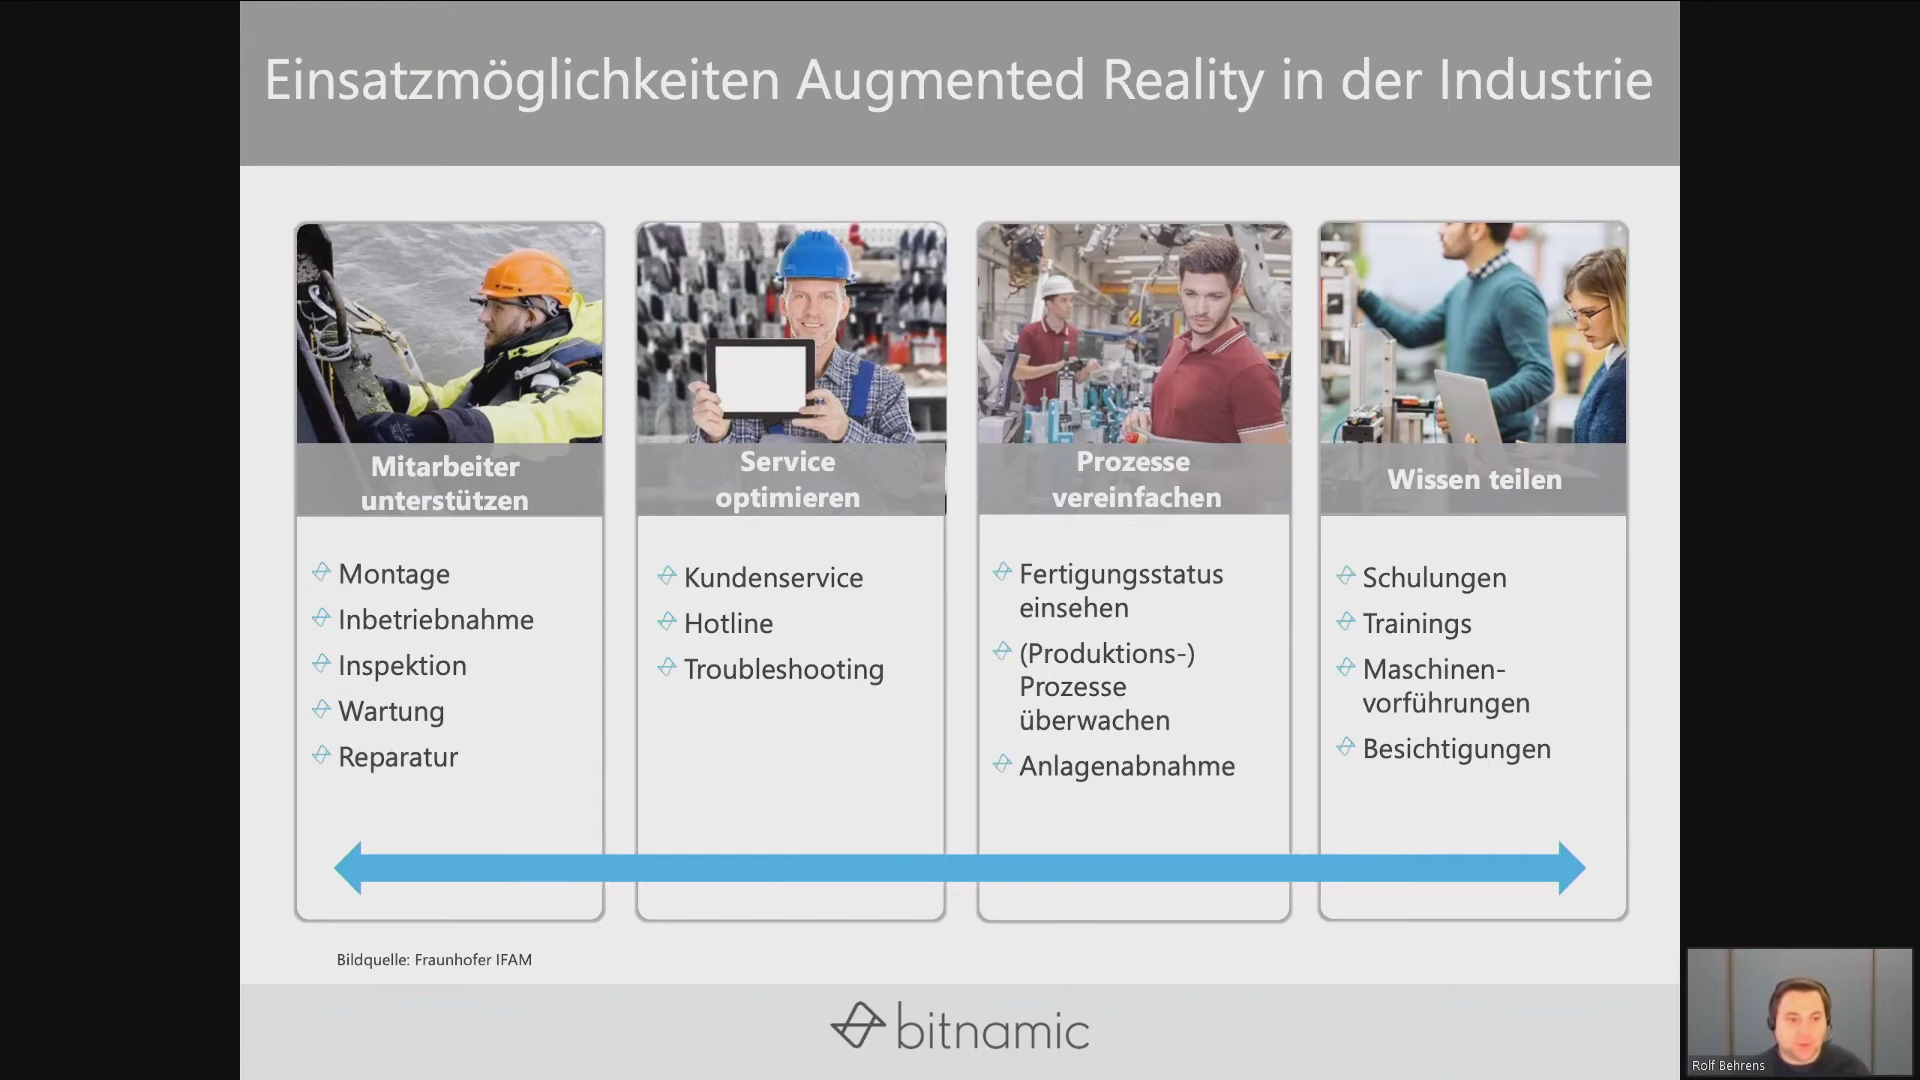 Einsatzmöglichkeiten Augmented Reality in der Industrie
Mitarbeiter
unterstützen
Montage
Inbetriebnahme
Inspektion
Wartung
Reparatur
Service
optimieren
Kundenservice
Hotline
Troubleshooting
Prozesse
vereinfachen
Fertigungsstatus
einsehen
(Produktions-)
Prozesse
überwachen
Anlagenabnahme
Wissen teilen
Schulungen
Trainings
Maschinen-
vorführungen
Besichtigungen
Bildquelle: Fraunhofer IFAM
bitnamic
Rolf Behrens